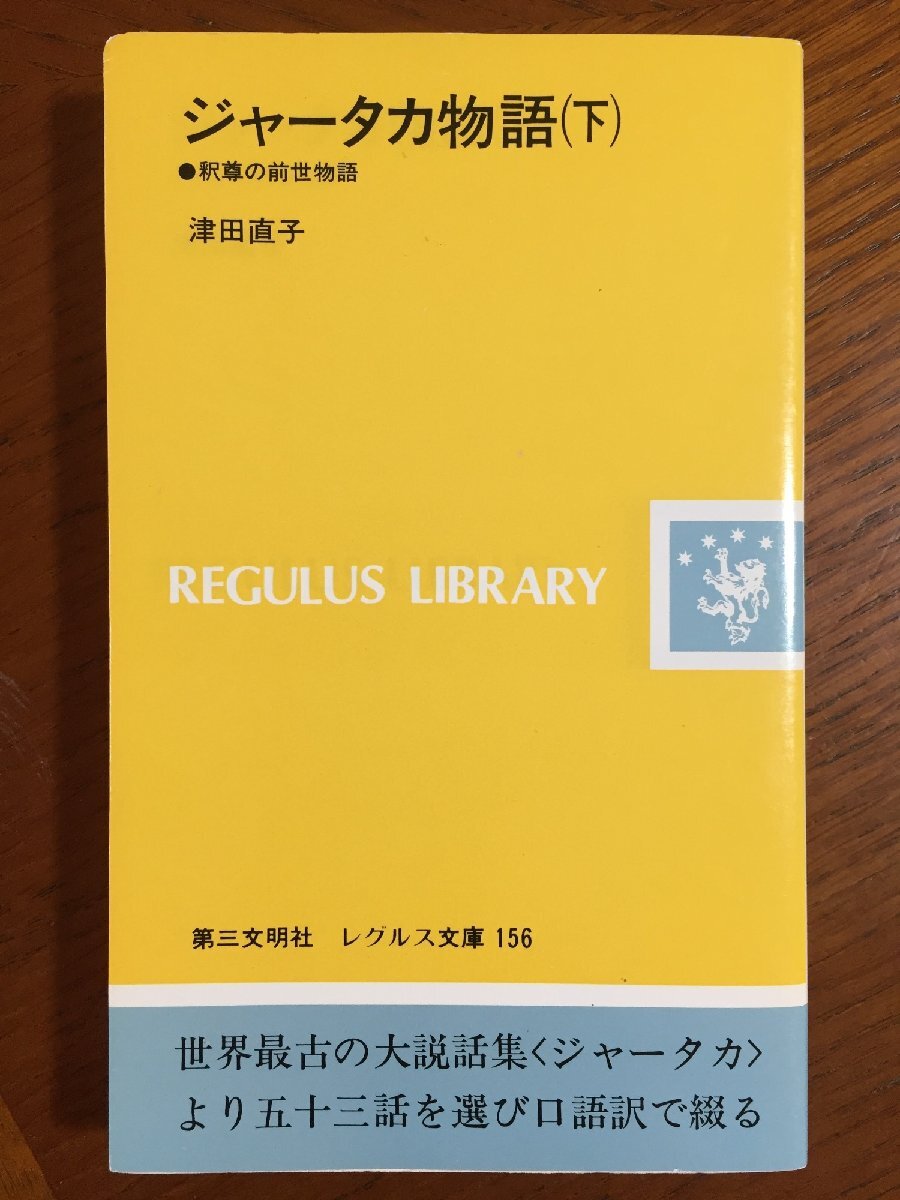 ジャータカ物語(下)
●釈尊の前世物語
津田直子
REGULUS LIBRARY
第三文明社 レグルス文庫 156
世界最古の大説話集〈ジャータカ〉
より五十三話を選び口語訳で綴る